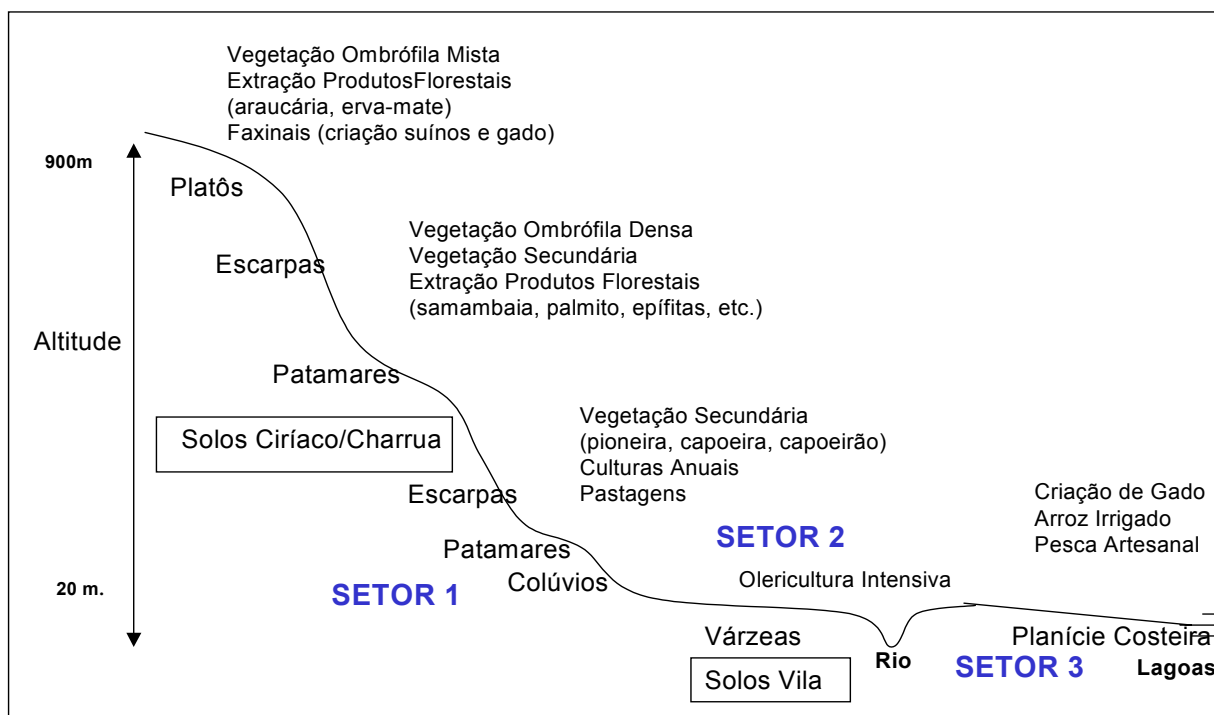 Vegetação Ombrófila Mista
Extração ProdutosFlorestais
(araucária, erva-mate)
Faxinais (criação suínos e gado)
900m
Platôs
Vegetação Ombrófila Densa
Vegetação Secundária
Extração Produtos Florestais
(samambaia, palmito, epífitas, etc.)
Escarpas
Altitude
Patamares
Solos Ciríaco/Charrua
Vegetação Secundária
(pioneira, capoeira, capoeirão)
Culturas Anuais
Pastagens
Escarpas
Criação de Gado
Arroz Irrigado
Pesca Artesanal
SETOR 2
Patamares
Colúvios
Olericultura Intensiva
20 m.
SETOR 1
Várzeas
Rio
Planície Costeira
SETOR 3
Lagoas
Solos Vila